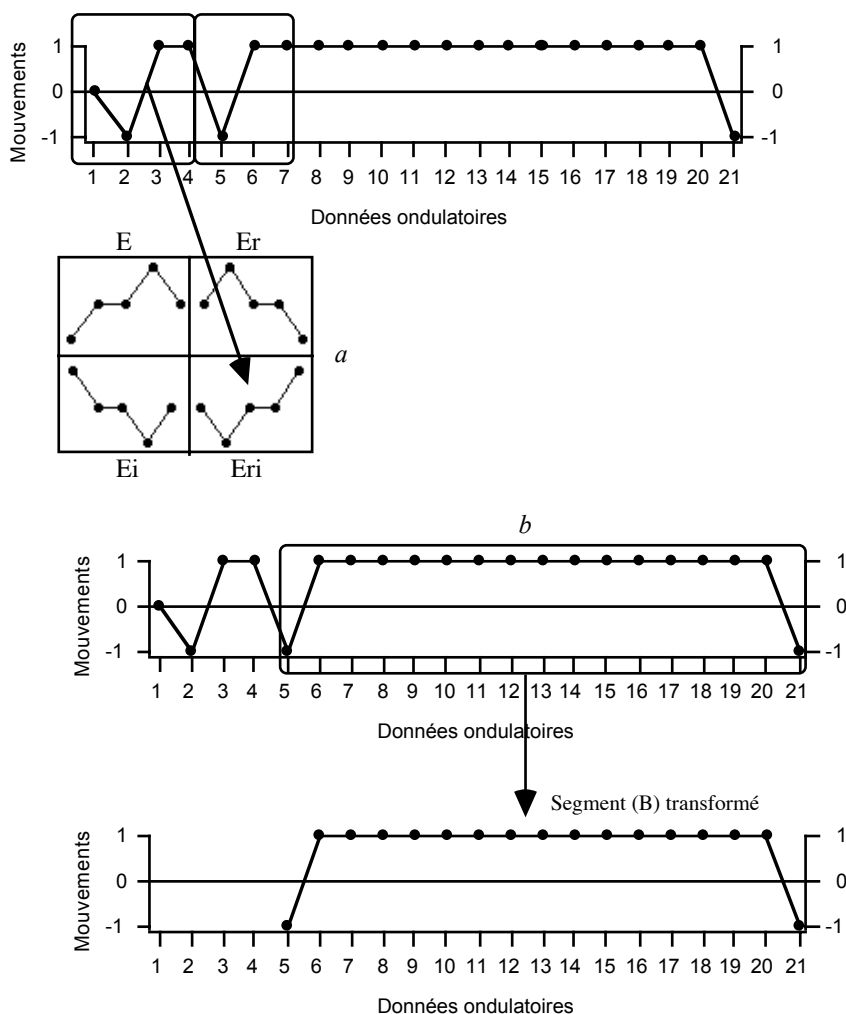 Mouvements
1 1
0 0
-1 -1
1 2 3 4 5 6 7 8 9 10 11 12 13 14 15 16 17 18 19 20 21
Données ondulatoires
E Er
a
Ei Eri
b
Mouvements
1 1
0 0
-1 -1
1 2 3 4 5 6 7 8 9 10 11 12 13 14 15 16 17 18 19 20 21
Données ondulatoires
Segment (B) transformé
Mouvements
1 1
0 0
-1 -1
1 2 3 4 5 6 7 8 9 10 11 12 13 14 15 16 17 18 19 20 21
Données ondulatoires